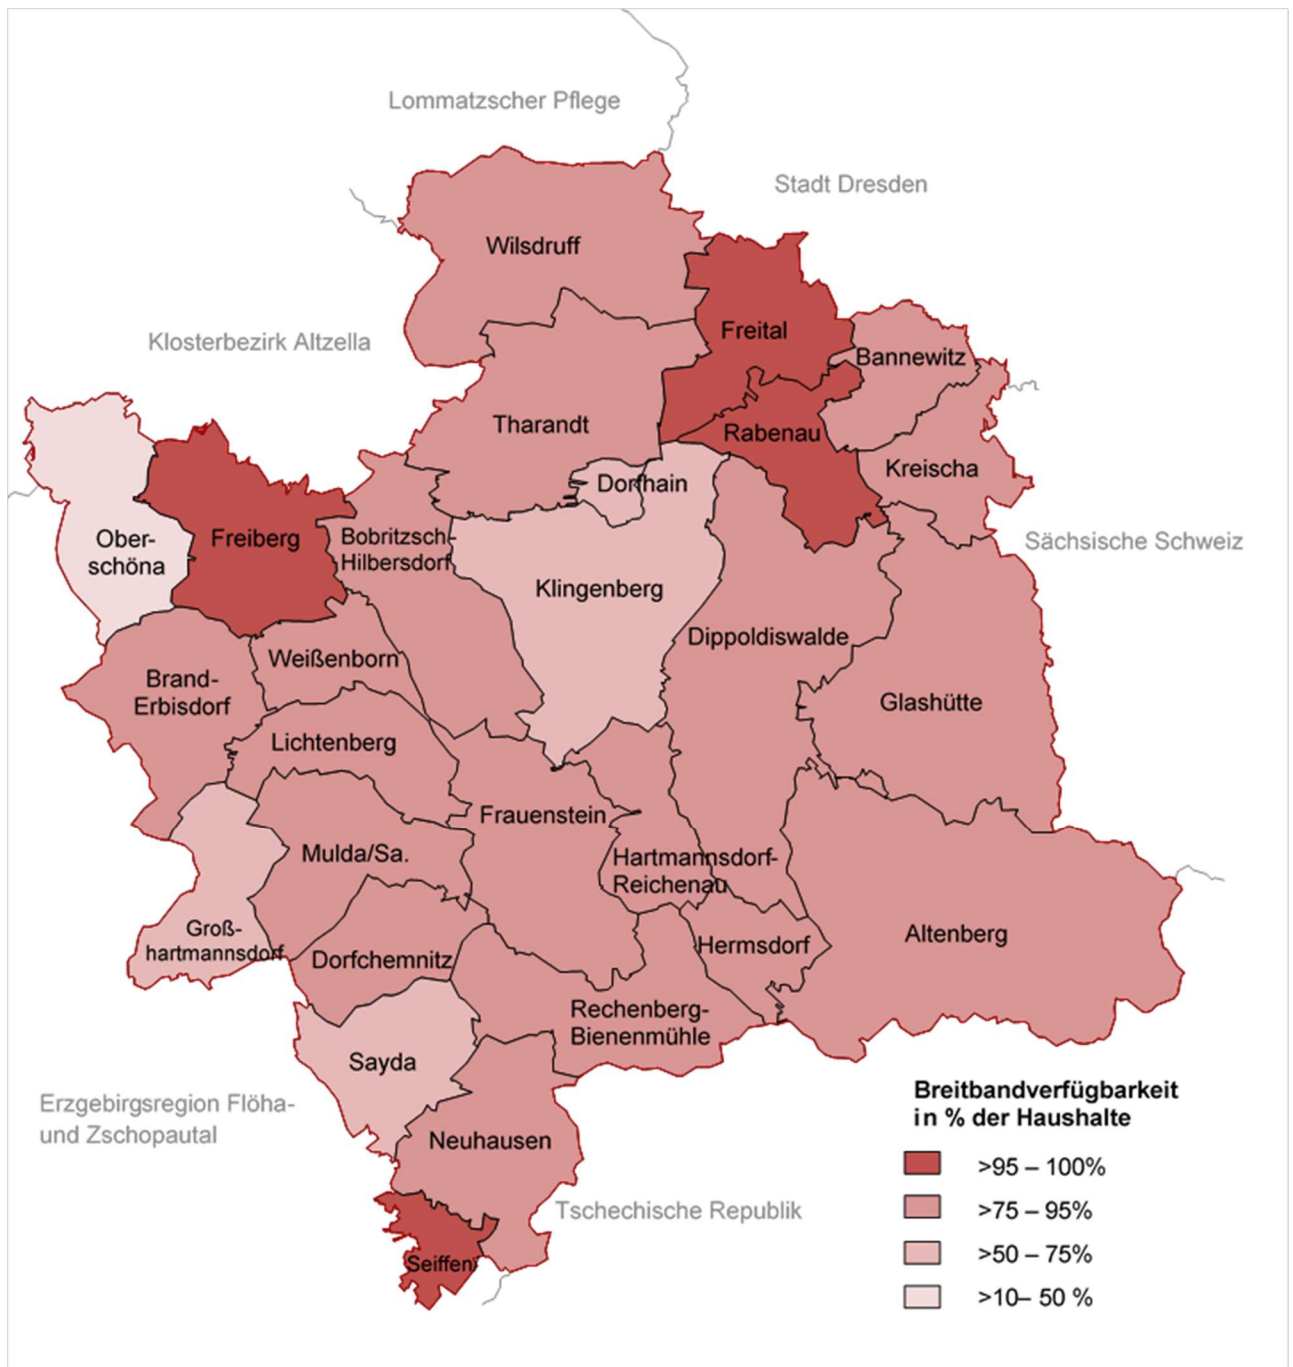 Lommatzscher Pflege
Stadt Dresden
Wilsdruff
Freital
Klosterbezirk Altzella
Bannewitz
Tharandt
Rabenau
Kreischa
Dorfhain
Ober-
schöna
Freiberg
Bobritzsch-
Hilbersdorf
Sächsische Schweiz
Klingenberg
Dippoldiswalde
Weißenborn
Brand-
Erbisdorf
Glashütte
Lichtenberg
Frauenstein
Mulda/Sa.
Hartmannsdorf-
Reichenau
Groß-
hartmannsdorf
Altenberg
Hermsdorf
Dorfchemnitz
Rechenberg-
Bienenmühle
Sayda
Erzgebirgsregion Flöha-
und Zschopautal
Neuhausen
Tschechische Republik
Seiffen
Breitbandverfügbarkeit
in % der Haushalte
>95 – 100%
>75 – 95%
>50 – 75%
>10– 50 %